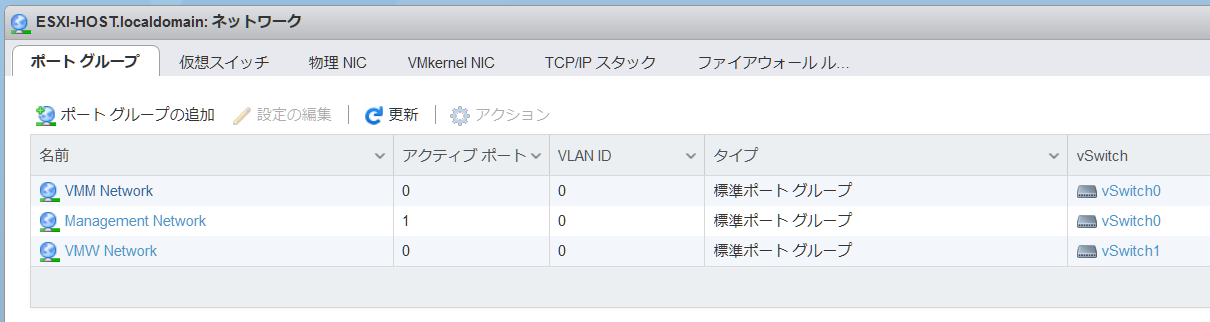 ESXI-HOST.localdomain: ネットワーク
ポート グループ 仮想スイッチ 物理 NIC VMkernel NIC TCP/IP スタック ファイアウォール ル...
ポート グループの追加 設定の編集 更新 アクション
名前 アクティブ ポート VLAN ID タイプ vSwitch
VMM Network 0 0 標準ポート グループ vSwitch0
Management Network 1 0 標準ポート グループ vSwitch0
VMW Network 0 0 標準ポート グループ vSwitch1